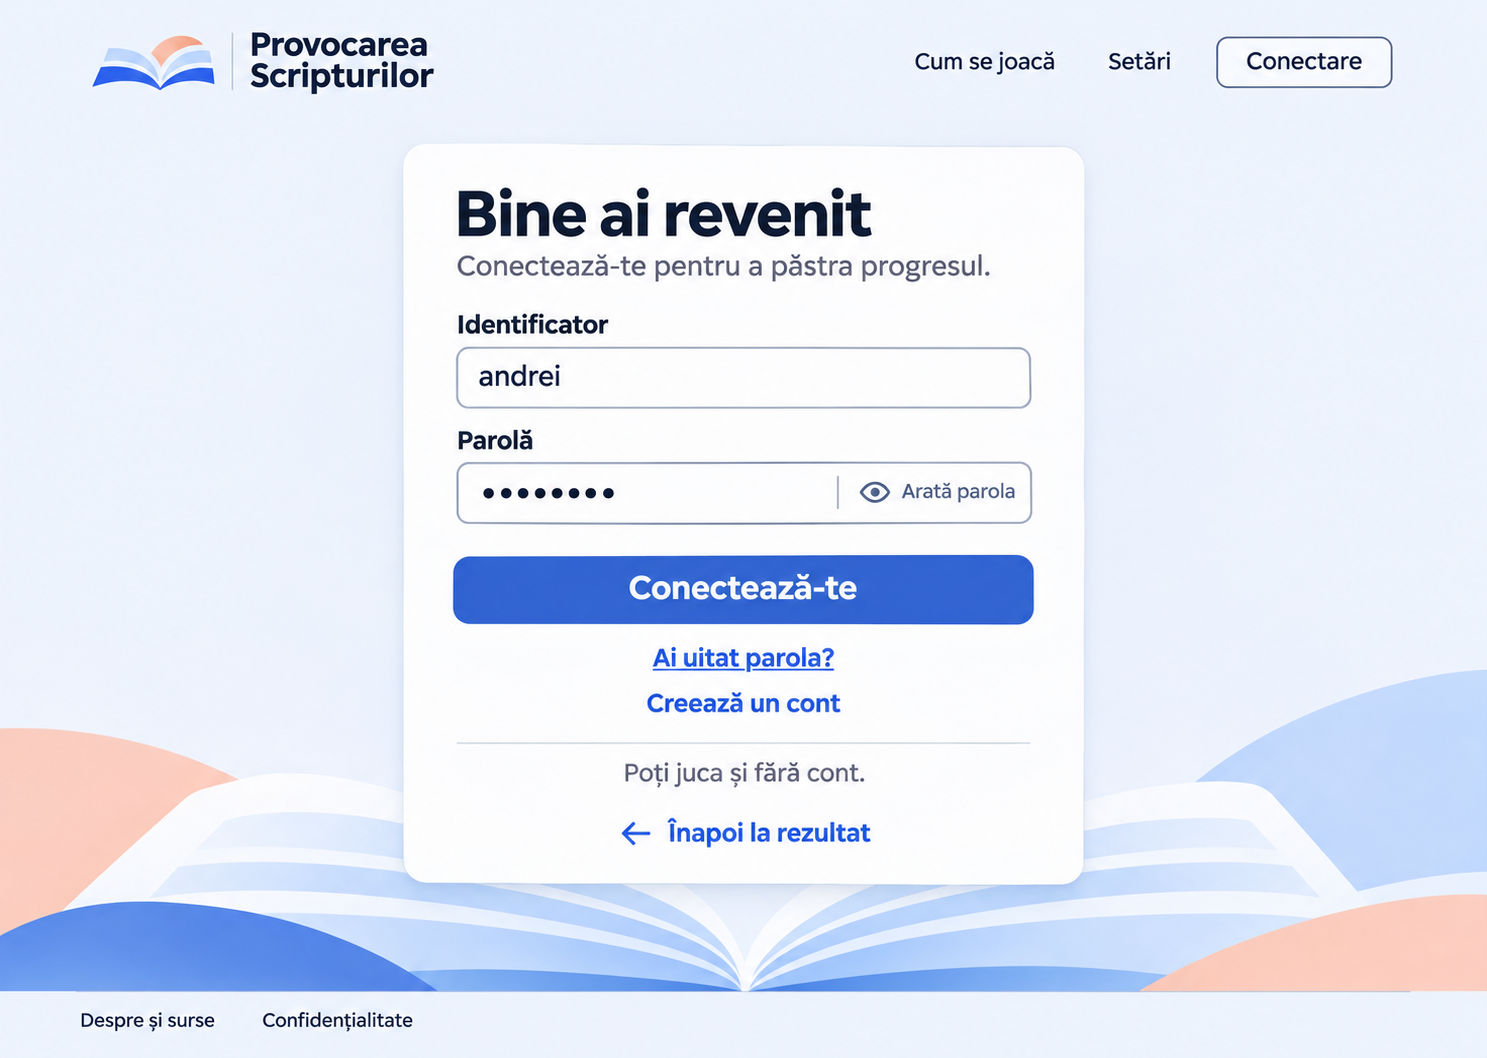 Provocarea
Scripturilor
Cum se joacă
Setări
Conectare
Bine ai revenit
Conectează-te pentru a păstra progresul.
Identificator
andrei
Parolă
••••••••
Arată parola
Conectează-te
Ai uitat parola?
Creează un cont
Poți juca și fără cont.
← Înapoi la rezultat
Despre și surse
Confidențialitate